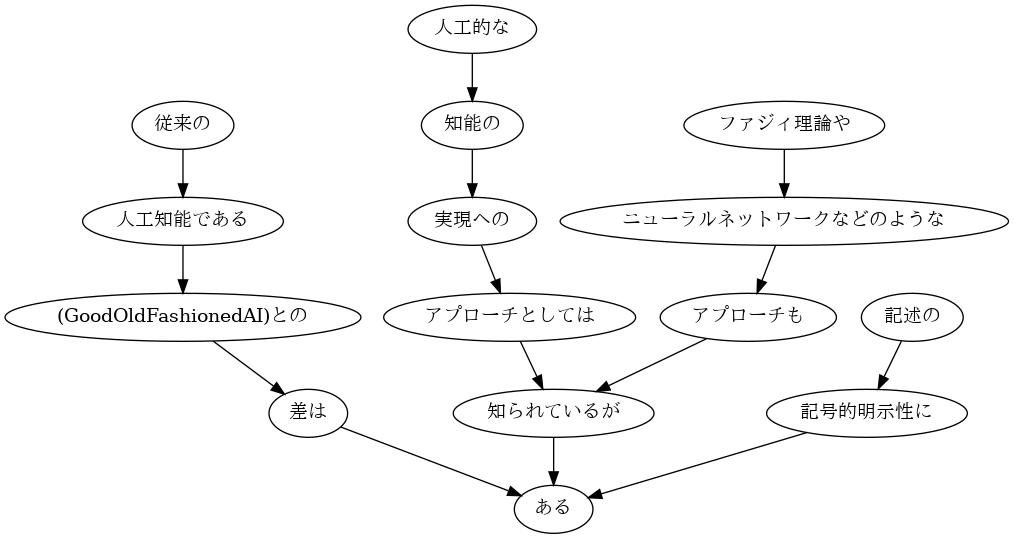 人工的な
従来の
知能の
ファジィ理論や
人工知能である
実現への
ニューラルネットワークなどのような
(GoodOldFashionedAI)との
アプローチとしては
アプローチも
記述の
差は
知られているが
記号的明示性に
ある